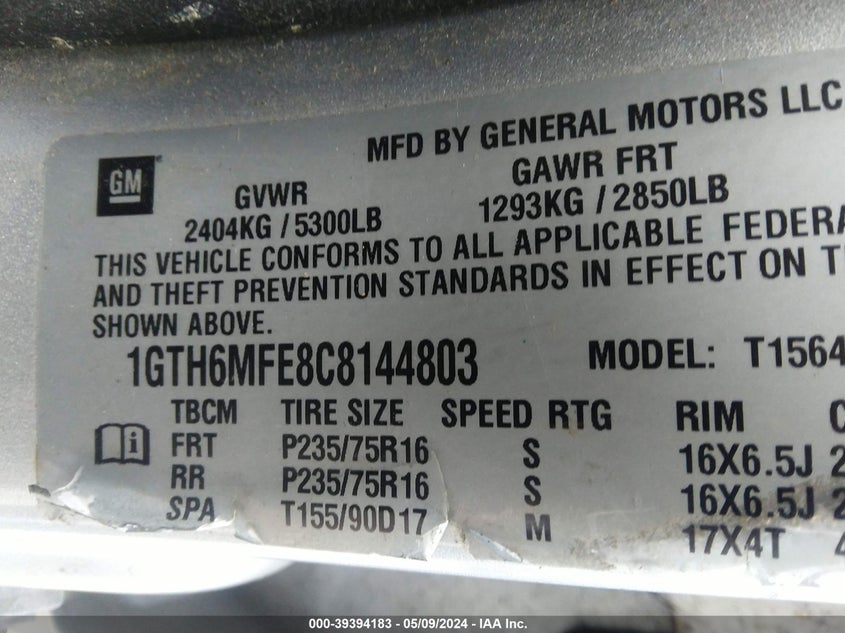 MFD BY GENERAL MOTORS LLC
GM
GVWR GAWR FRT
2404KG / 5300LB 1293KG / 2850LB
THIS VEHICLE CONFORMS TO ALL APPLICABLE
AND THEFT PREVENTION STANDARDS IN EFFECT ON
SHOWN ABOVE.
1GTH6MFE8C8144803 MODEL: T1564
TBCM TIRE SIZE SPEED RTG RIM
FRT P235/75R16 S 16X6.5J
RR P235/75R16 S 16X6.5J
SPA T155/90D17 M 17X4T
000-39394183 - 05/09/2024 - IAA Inc.